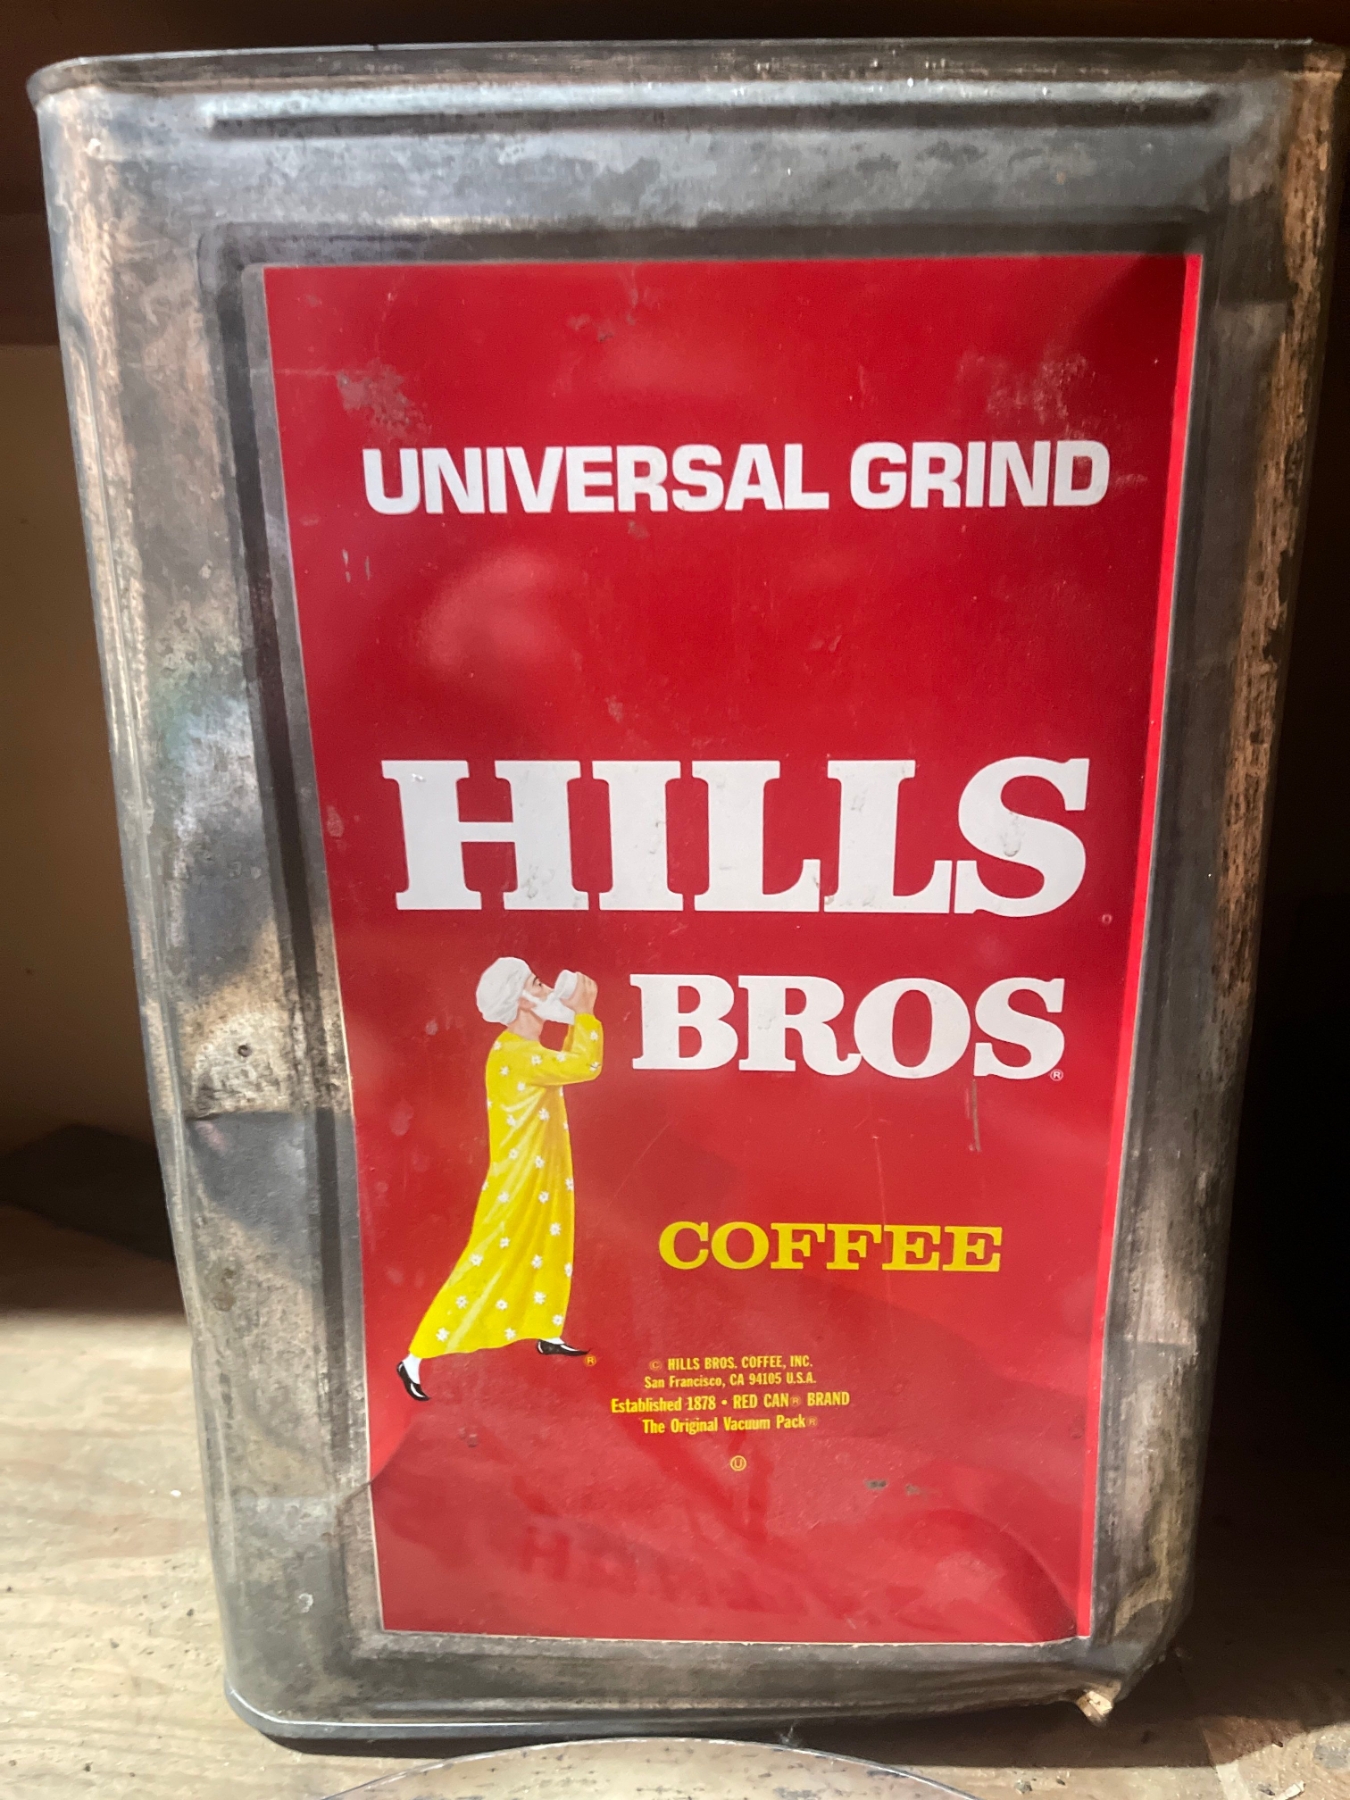 UNIVERSAL GRIND
HILLS
BROS®
COFFEE
® © HILLS BROS. COFFEE, INC.
San Francisco, CA 94105 U.S.A.
Established 1878 • RED CAN® BRAND
The Original Vacuum Pack®
Ⓤ